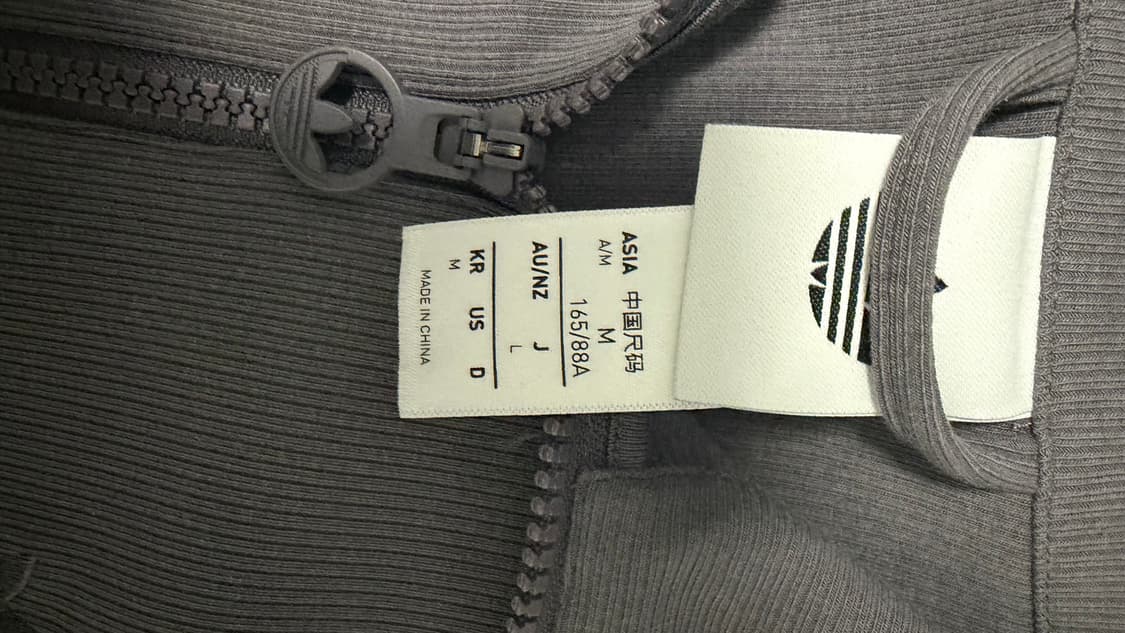 ASIA 中国尺码
A/M M
165/88A
AU/NZ J
L
KR US D
M
MADE IN CHINA